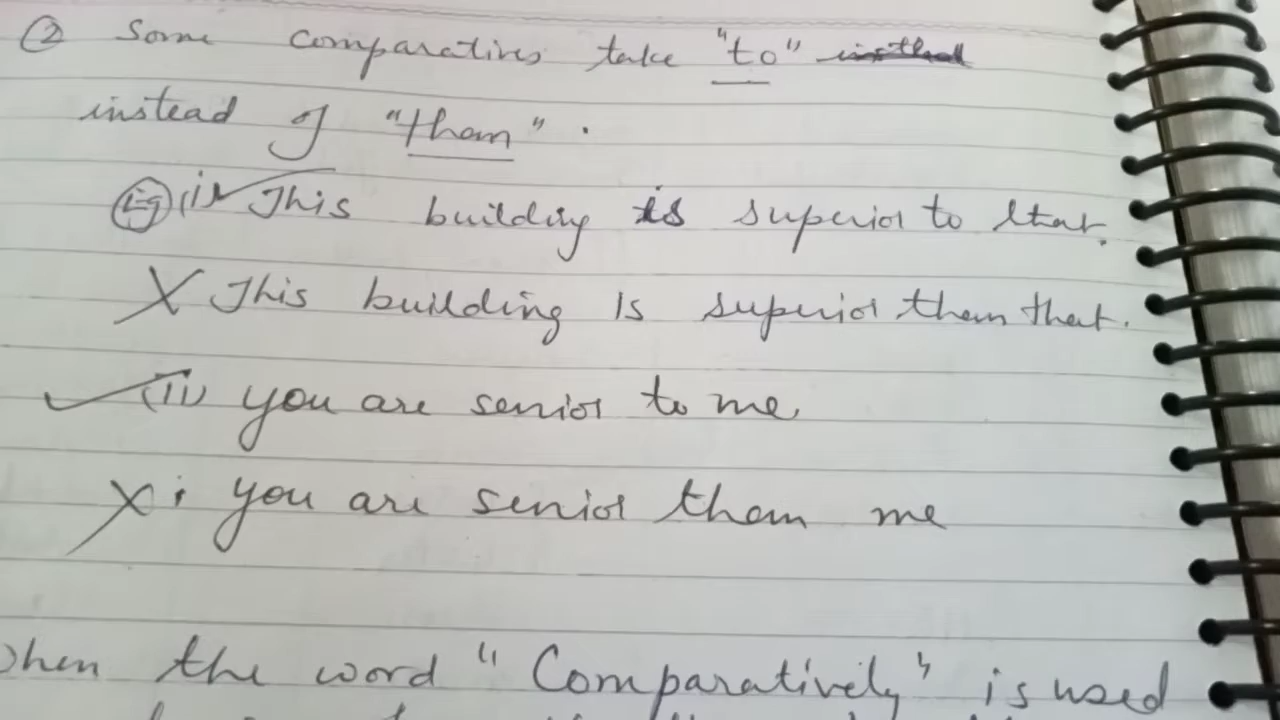 ② Some comparatives take "to"
instead of "than".
(eg) (i) This building is superior to that.
X This building is superior than that.
(ii) you are senior to me
X you are senior than me
When the word "Comparatively" is used